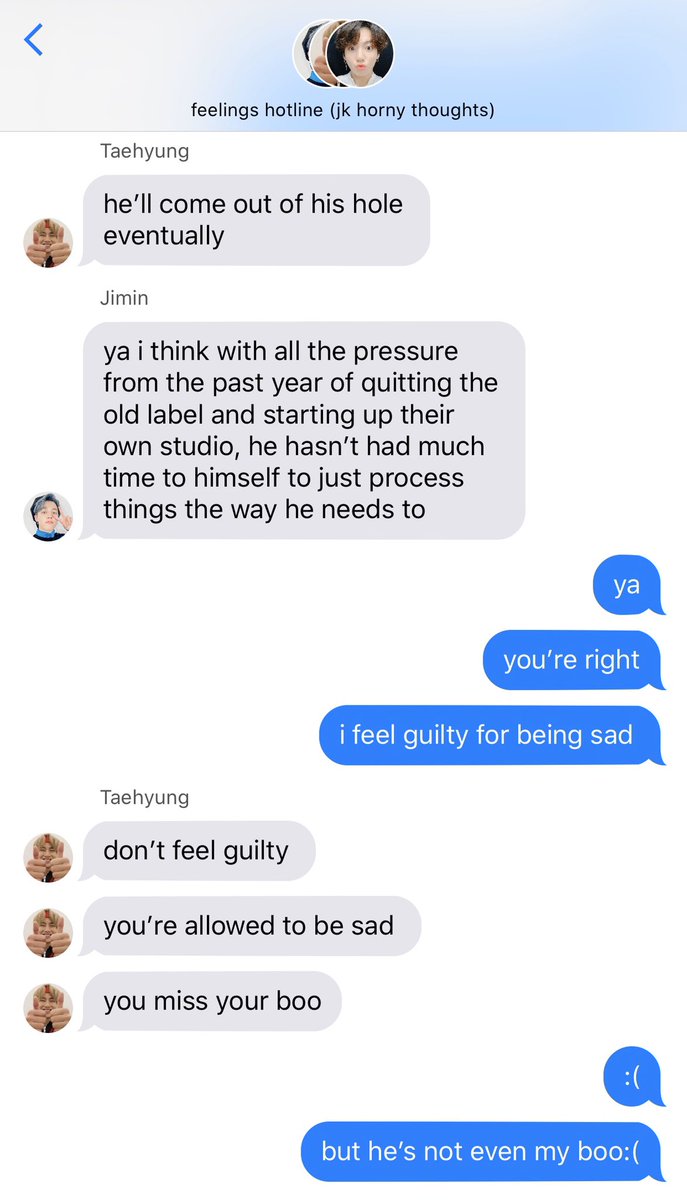 feelings hotline (jk horny thoughts)
Taehyung
he’ll come out of his hole
eventually
Jimin
ya i think with all the pressure
from the past year of quitting the
old label and starting up their
own studio, he hasn’t had much
time to himself to just process
things the way he needs to
ya
you’re right
i feel guilty for being sad
Taehyung
don’t feel guilty
you’re allowed to be sad
you miss your boo
:(
but he’s not even my boo:(